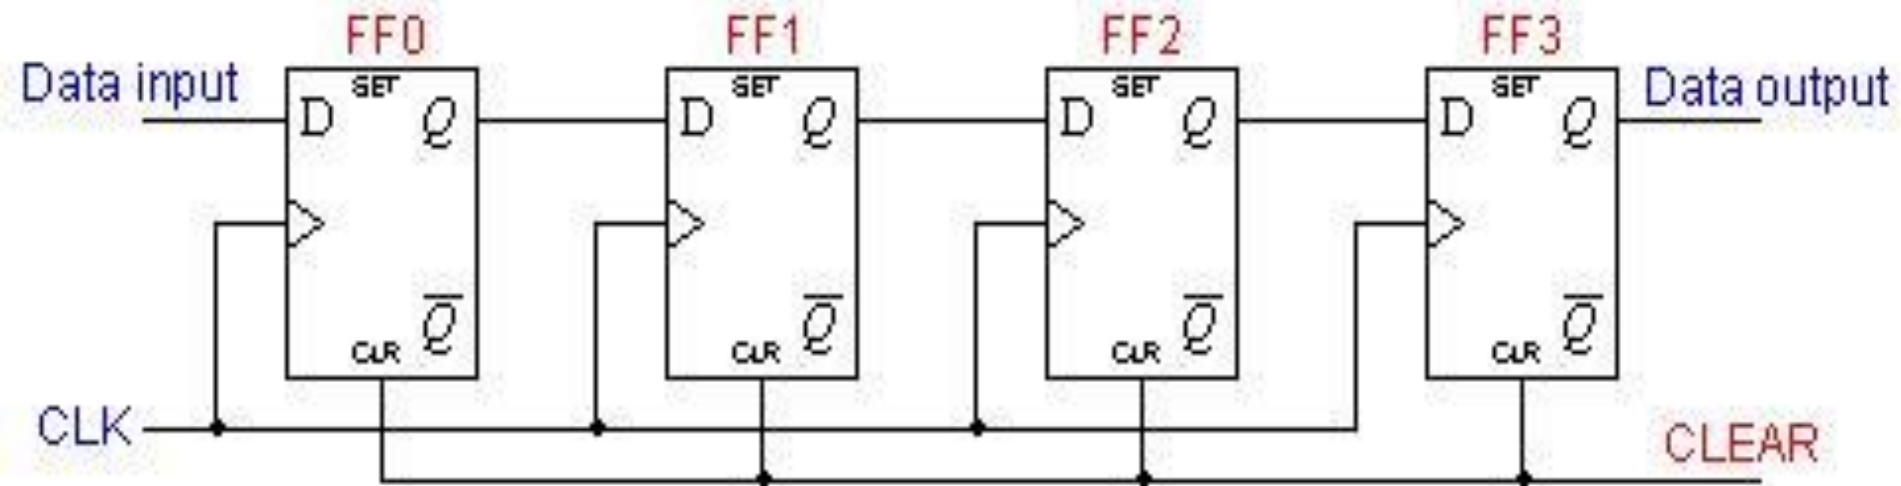 FF0 FF1 FF2 FF3
Data input SET SET SET SET Data output
D Q D Q D Q D Q
Q̅ Q̅ Q̅ Q̅
CLR CLR CLR CLR
CLK CLEAR